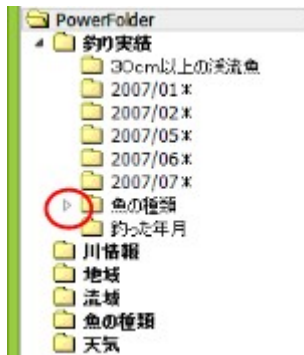 PowerFolder
釣り実績
30cm以上の渓流魚
2007/01*
2007/02*
2007/05*
2007/06*
2007/07*
魚の種類
釣った年月
川情報
地域
流域
魚の種類
天気